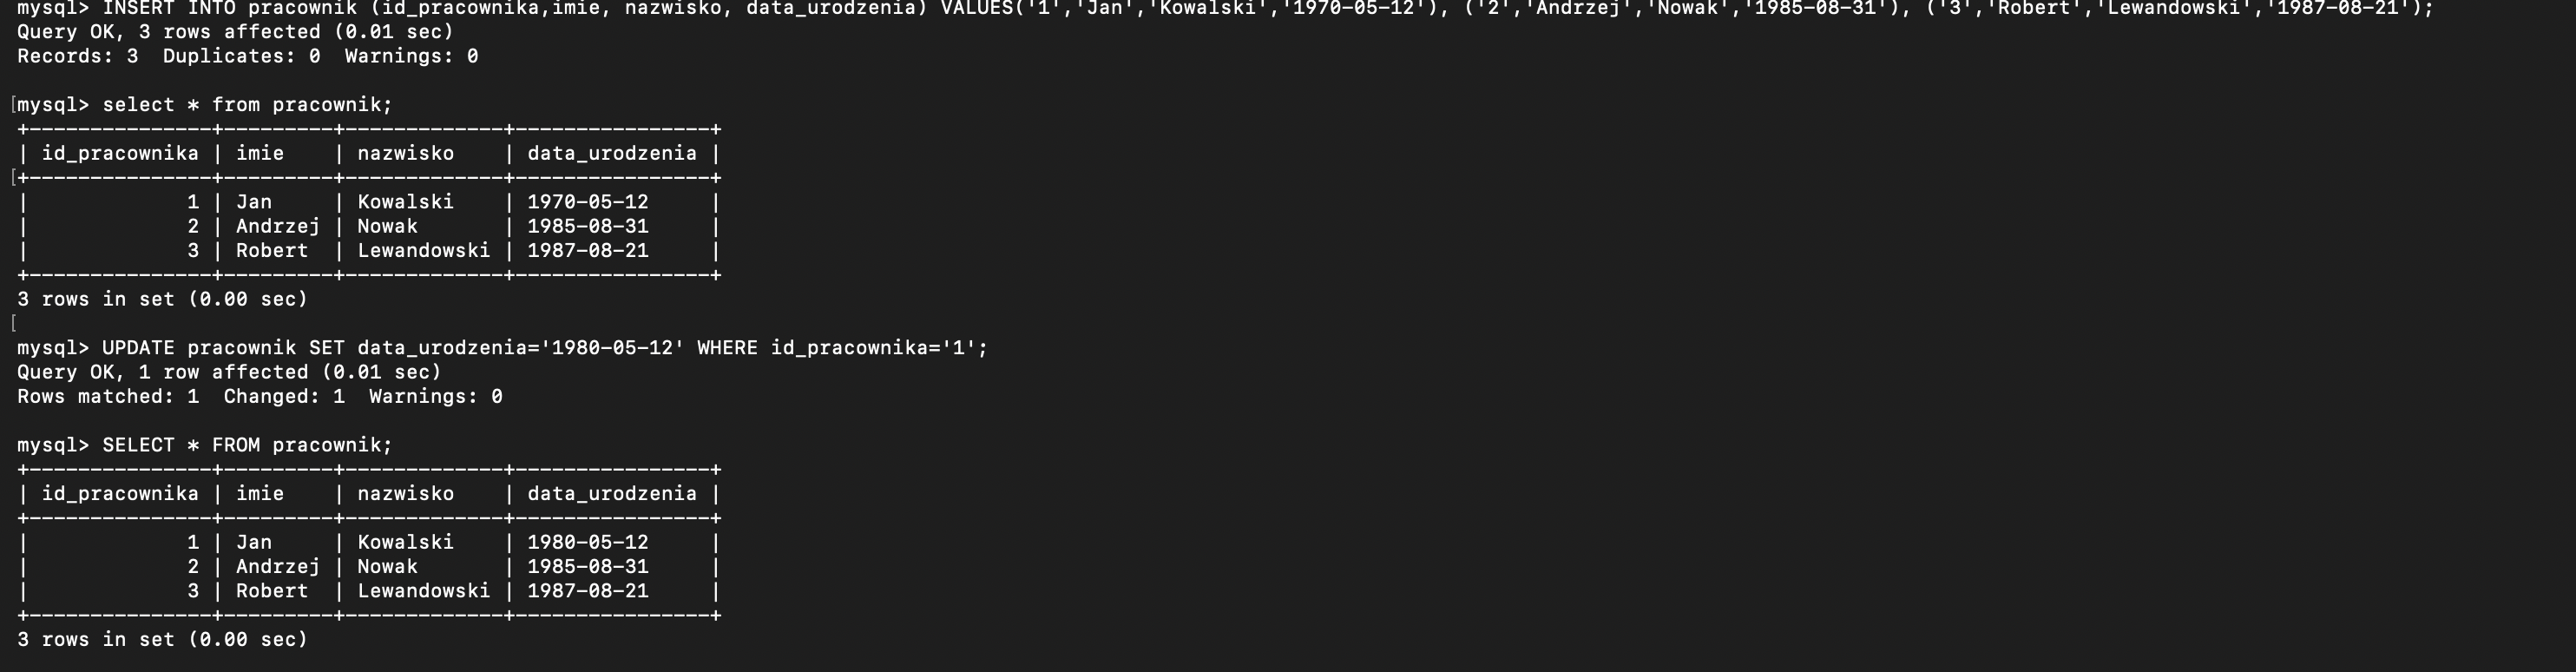 mysql> INSERT INTO pracownik (id_pracownika,imie, nazwisko, data_urodzenia) VALUES('1','Jan','Kowalski','1970-05-12'), ('2','Andrzej','Nowak','1985-08-31'), ('3','Robert','Lewandowski','1987-08-21');
Query OK, 3 rows affected (0.01 sec)
Records: 3  Duplicates: 0  Warnings: 0

[mysql> select * from pracownik;
+---------------+---------+-------------+----------------+
| id_pracownika | imie    | nazwisko    | data_urodzenia |
[+---------------+---------+-------------+----------------+
|             1 | Jan     | Kowalski    | 1970-05-12     |
|             2 | Andrzej | Nowak       | 1985-08-31     |
|             3 | Robert  | Lewandowski | 1987-08-21     |
+---------------+---------+-------------+----------------+
3 rows in set (0.00 sec)
[
mysql> UPDATE pracownik SET data_urodzenia='1980-05-12' WHERE id_pracownika='1';
Query OK, 1 row affected (0.01 sec)
Rows matched: 1  Changed: 1  Warnings: 0

mysql> SELECT * FROM pracownik;
+---------------+---------+-------------+----------------+
| id_pracownika | imie    | nazwisko    | data_urodzenia |
+---------------+---------+-------------+----------------+
|             1 | Jan     | Kowalski    | 1980-05-12     |
|             2 | Andrzej | Nowak       | 1985-08-31     |
|             3 | Robert  | Lewandowski | 1987-08-21     |
+---------------+---------+-------------+----------------+
3 rows in set (0.00 sec)